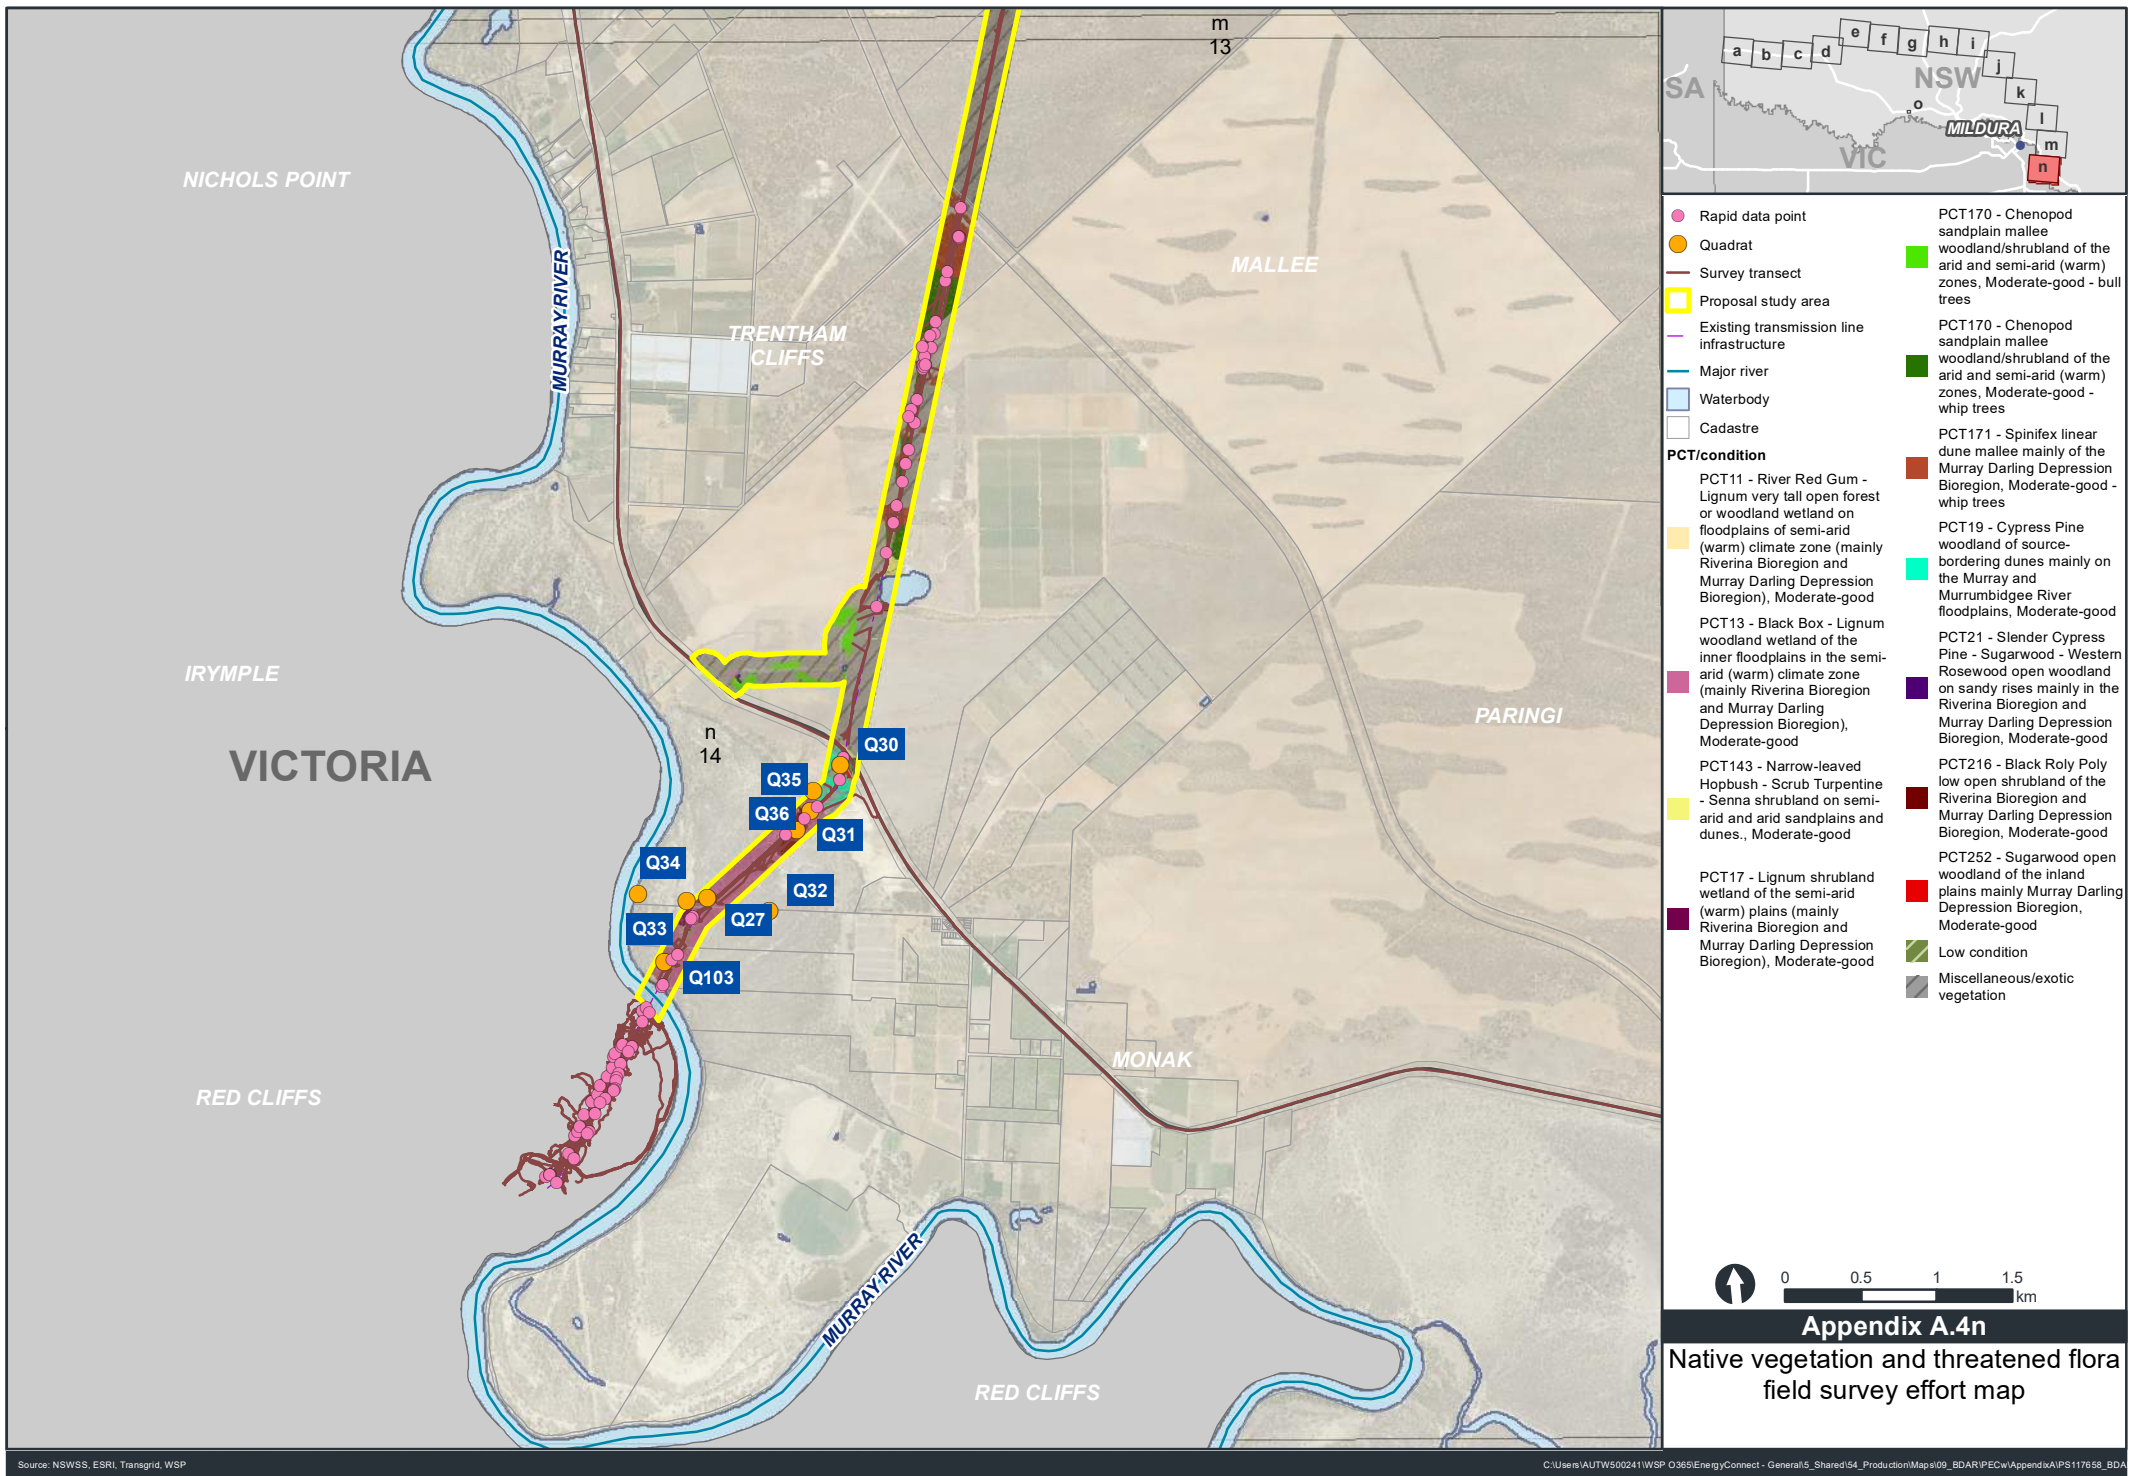 m
13
NICHOLS POINT
MURRAY RIVER
TRENTHAM
CLIFFS
MALLEE
IRYMPLE
VICTORIA
n
14
PARINGI
Q30
Q35
Q36
Q31
Q34
Q32
Q27
Q33
Q103
MONAK
RED CLIFFS
MURRAY RIVER
RED CLIFFS
a
b
c
d
e
f
g
h
i
j
k
l
m
n
o
SA
NSW
MILDURA
VIC
Rapid data point
Quadrat
Survey transect
Proposal study area
Existing transmission line
infrastructure
Major river
Waterbody
Cadastre
PCT/condition
PCT11 - River Red Gum -
Lignum very tall open forest
or woodland wetland on
floodplains of semi-arid
(warm) climate zone (mainly
Riverina Bioregion and
Murray Darling Depression
Bioregion), Moderate-good
PCT13 - Black Box - Lignum
woodland wetland of the
inner floodplains in the semi-
arid (warm) climate zone
(mainly Riverina Bioregion
and Murray Darling
Depression Bioregion),
Moderate-good
PCT143 - Narrow-leaved
Hopbush - Scrub Turpentine
- Senna shrubland on semi-
arid and arid sandplains and
dunes., Moderate-good
PCT17 - Lignum shrubland
wetland of the semi-arid
(warm) plains (mainly
Riverina Bioregion and
Murray Darling Depression
Bioregion), Moderate-good
PCT170 - Chenopod
sandplain mallee
woodland/shrubland of the
arid and semi-arid (warm)
zones, Moderate-good - bull
trees
PCT170 - Chenopod
sandplain mallee
woodland/shrubland of the
arid and semi-arid (warm)
zones, Moderate-good -
whip trees
PCT171 - Spinifex linear
dune mallee mainly of the
Murray Darling Depression
Bioregion, Moderate-good -
whip trees
PCT19 - Cypress Pine
woodland of source-
bordering dunes mainly on
the Murray and
Murrumbidgee River
floodplains, Moderate-good
PCT21 - Slender Cypress
Pine - Sugarwood - Western
Rosewood open woodland
on sandy rises mainly in the
Riverina Bioregion and
Murray Darling Depression
Bioregion, Moderate-good
PCT216 - Black Roly Poly
low open shrubland of the
Riverina Bioregion and
Murray Darling Depression
Bioregion, Moderate-good
PCT252 - Sugarwood open
woodland of the inland
plains mainly Murray Darling
Depression Bioregion,
Moderate-good
Low condition
Miscellaneous/exotic
vegetation
0 0.5 1 1.5
km
Appendix A.4n
Native vegetation and threatened flora
field survey effort map
Source: NSWSS, ESRI, Transgrid, WSP
C:\Users\AUTW500241\WSP O365\EnergyConnect - General\5_Shared\54_Production\Maps\09_BDAR\PECw\AppendixA\PS117658_BDA